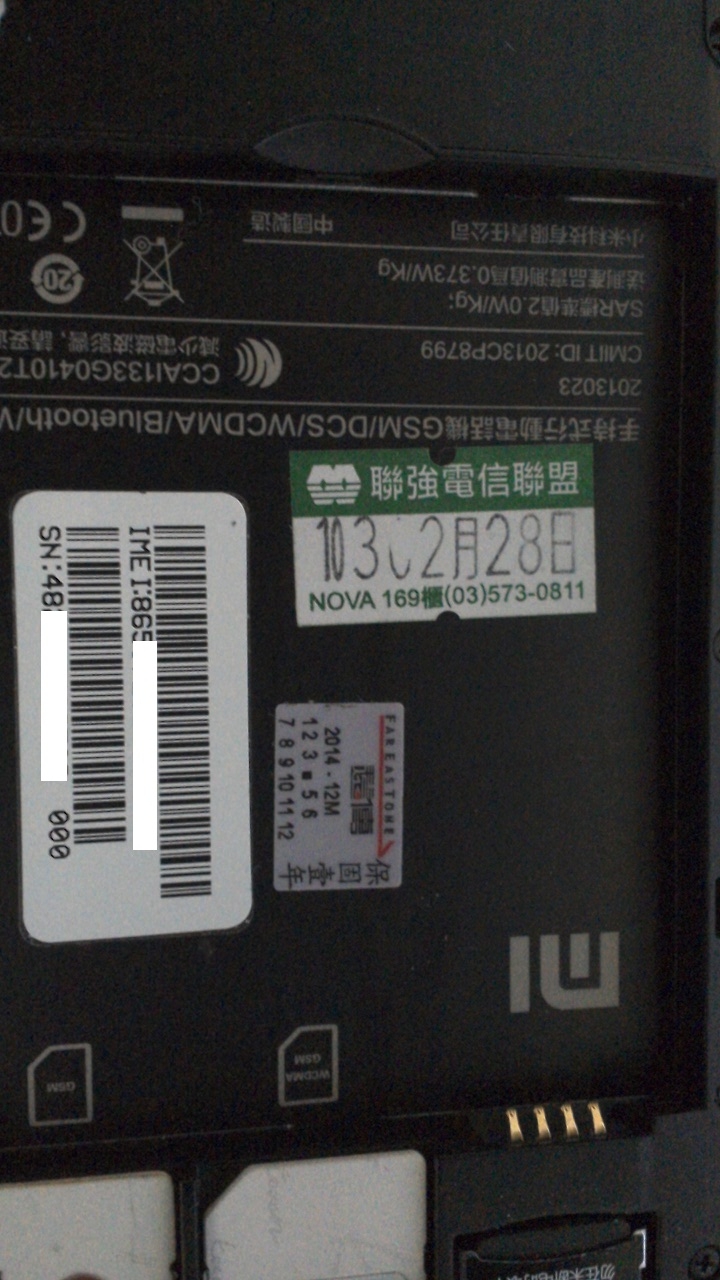 手持式行動電話機GSM/DCS/WCDMA/Bluetooth/
2013023
CMIIT ID: 2013CP8799
CCAI133G0410T2
減少電磁波影響, 請妥適
SAR標準值2.0W/Kg;
送測產品實測值爲0.373W/Kg
20
小米科技有限責任公司
中國製造
CE0
聯強電信聯盟
103 2月28日
NOVA 169櫃(03)573-0811
IMEI:865
SN:48
000
FAREASTONE
2014 - 12M
1 2 3 ■ 5 6
7 8 9 10 11 12
保固壹年
MI
WCDMA
GSM
GSM